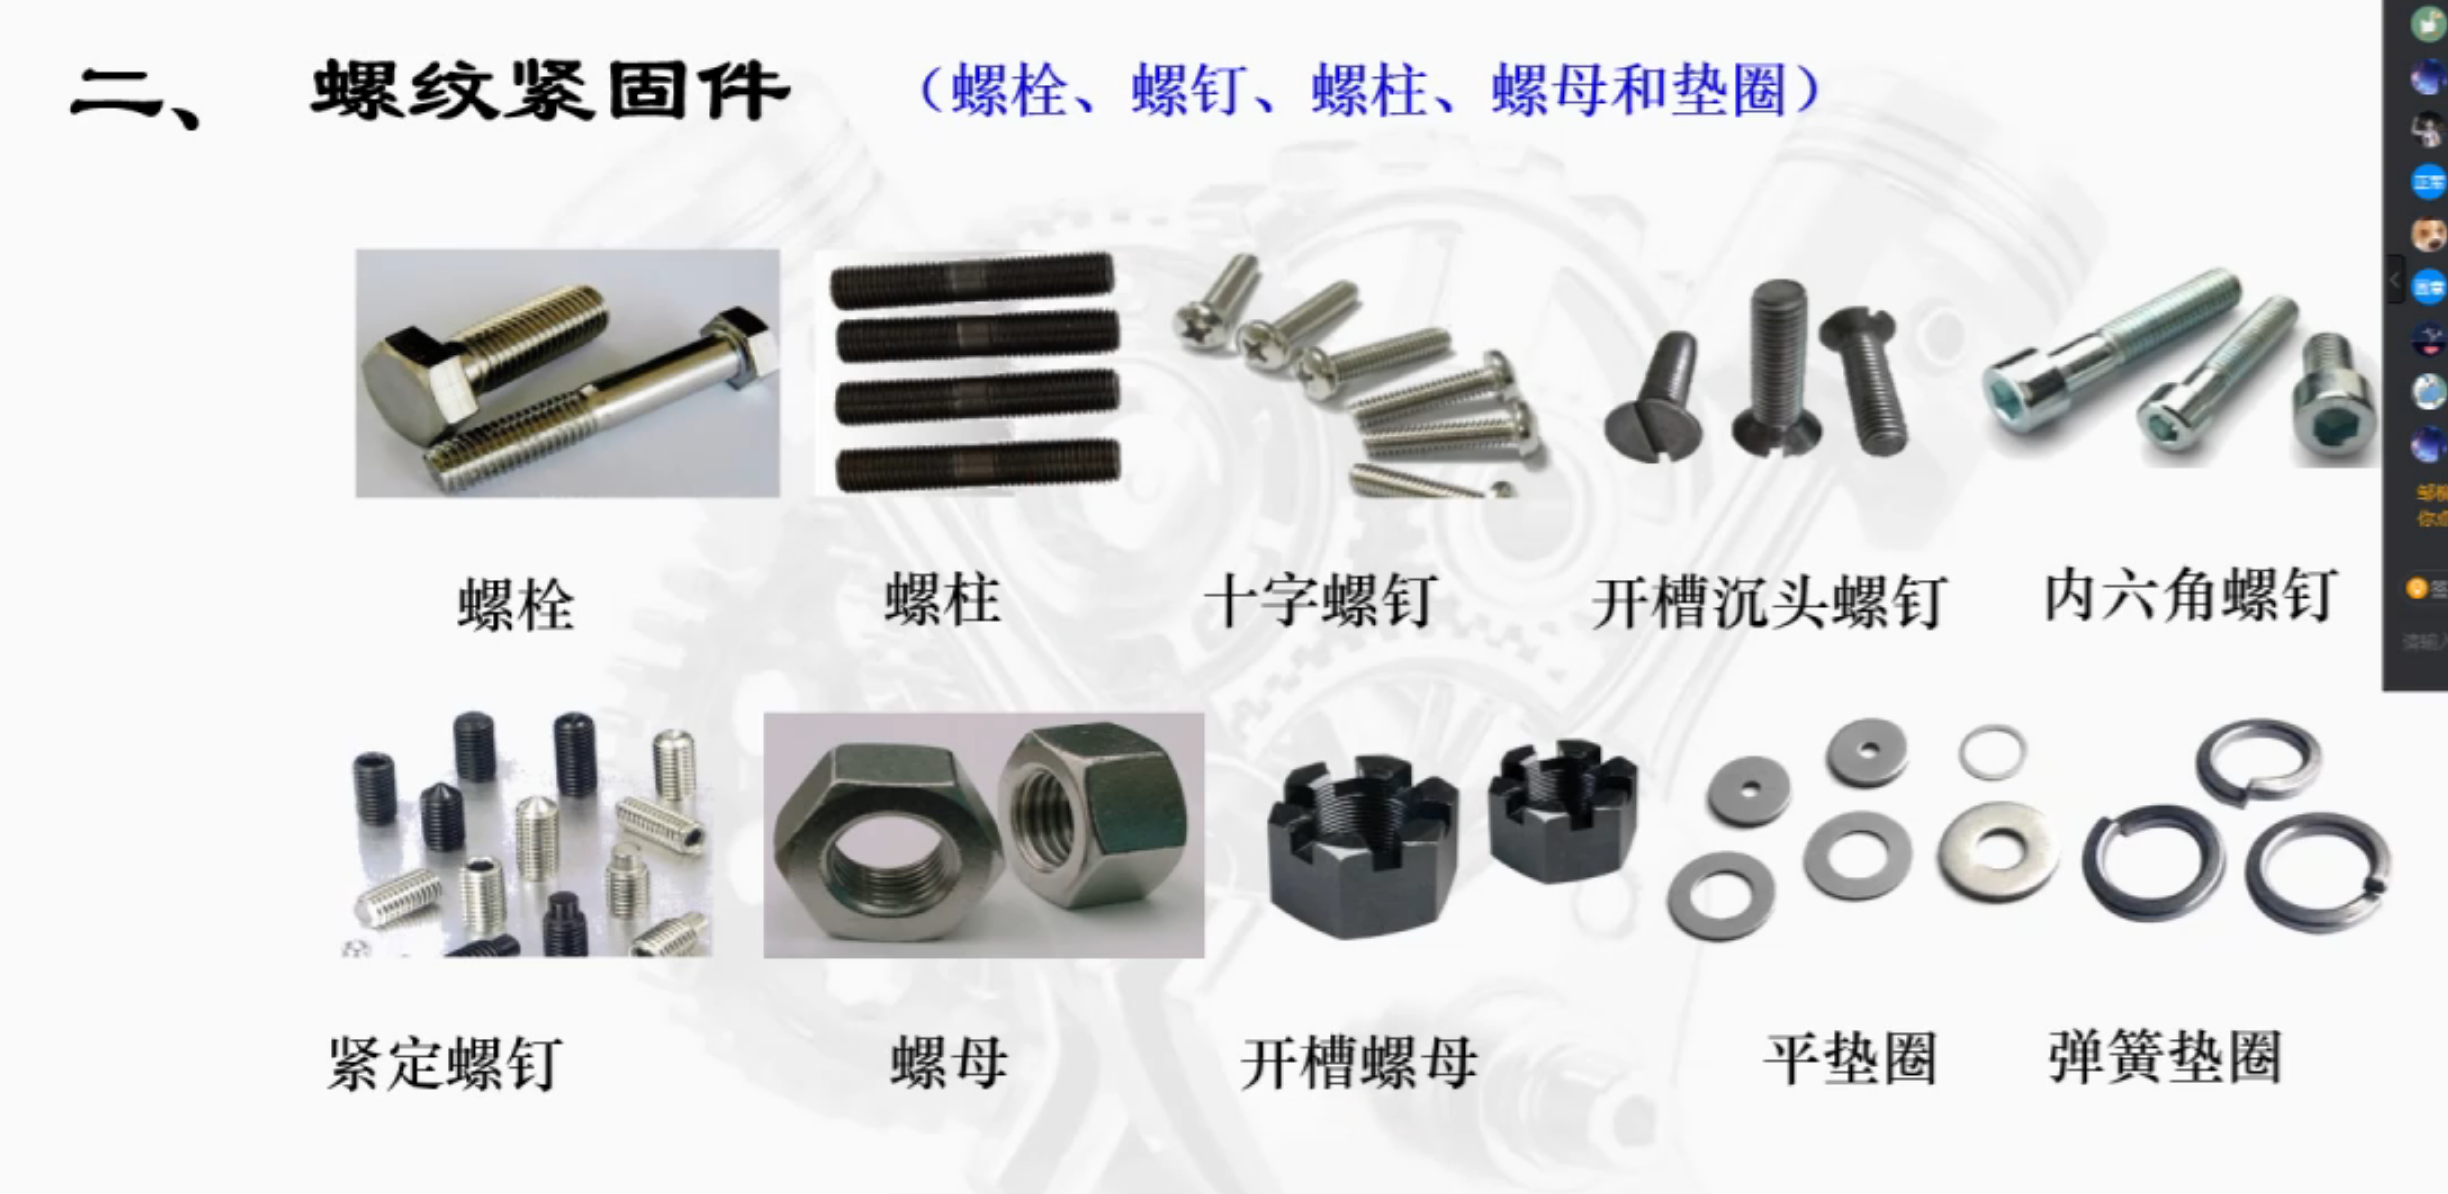 二、 螺纹紧固件 （螺栓、螺钉、螺柱、螺母和垫圈）
螺栓 螺柱 十字螺钉 开槽沉头螺钉 内六角螺钉
紧定螺钉 螺母 开槽螺母 平垫圈 弹簧垫圈